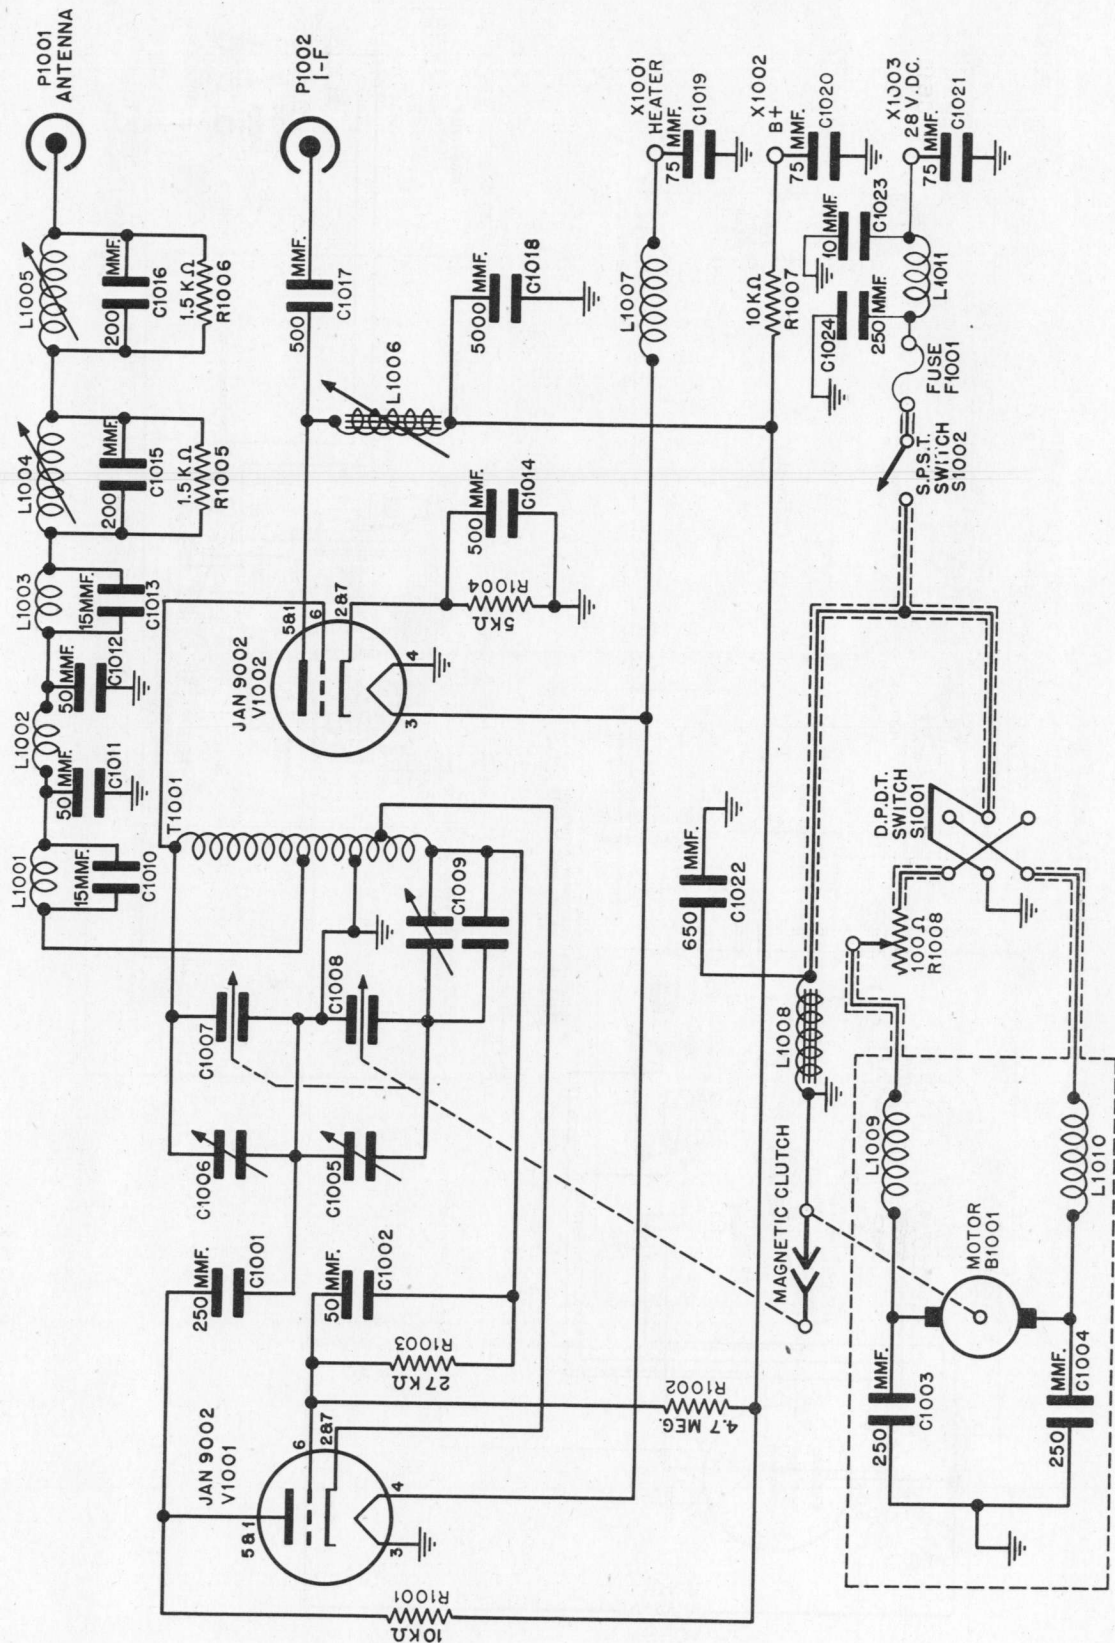 P1001
ANTENNA
L1005
200 MMF.
C1016
1.5 KΩ
R1006
L1004
200 MMF.
C1015
1.5 KΩ
R1005
L1003
15MMF.
C1013
50 MMF.
C1012
L1002
50 MMF.
C1011
L1001
15MMF.
C1010
P1002
I-F
500 MMF.
C1017
L1006
5000 MMF.
C1018
JAN 9002
V1002
5&1
6
2&7
3
4
5KΩ
R1004
500 MMF.
C1014
T1001
C1009
C1007
C1008
C1006
C1005
250 MMF.
C1001
50 MMF.
C1002
27KΩ
R1003
JAN 9002
V1001
5&1
6
2&7
3
4
10KΩ
R1001
4.7 MEG.
R1002
X1001
HEATER
75 MMF.
C1019
L1007
X1002
B+
75 MMF.
C1020
10KΩ
R1007
X1003
28 V. DC.
75 MMF.
C1021
10 MMF.
C1023
L1011
C1024
250 MMF.
FUSE
F1001
S.P.S.T.
SWITCH
S1002
650 MMF.
C1022
L1008
MAGNETIC CLUTCH
D.P.D.T.
SWITCH
S1001
100Ω
R1008
L1009
L1010
MOTOR
B1001
250 MMF.
C1003
250 MMF.
C1004